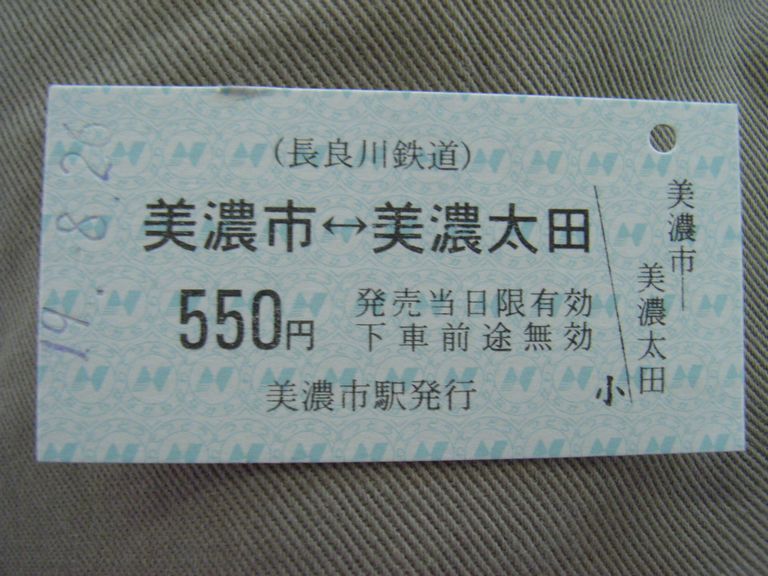 19.8.26
(長良川鉄道)
美濃市↔美濃太田
550円
発売当日限有効
下車前途無効
美濃市駅発行
小
美濃市―
美濃太田